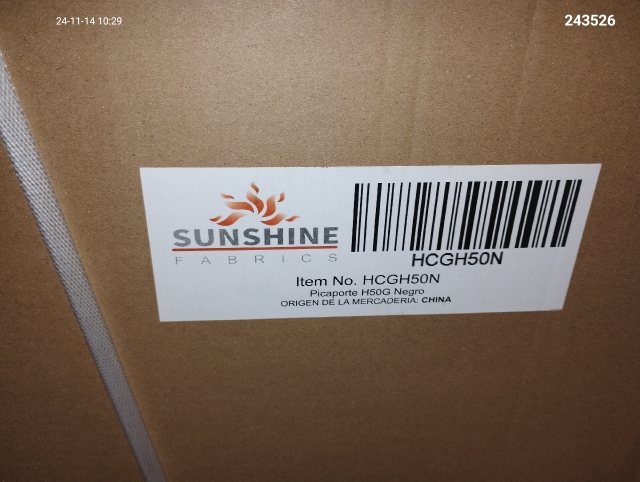 24-11-14 10:29
243526
SUNSHINE
FABRICS
HCGH50N
Item No. HCGH50N
Picaporte H50G Negro
ORIGEN DE LA MERCADERIA: CHINA